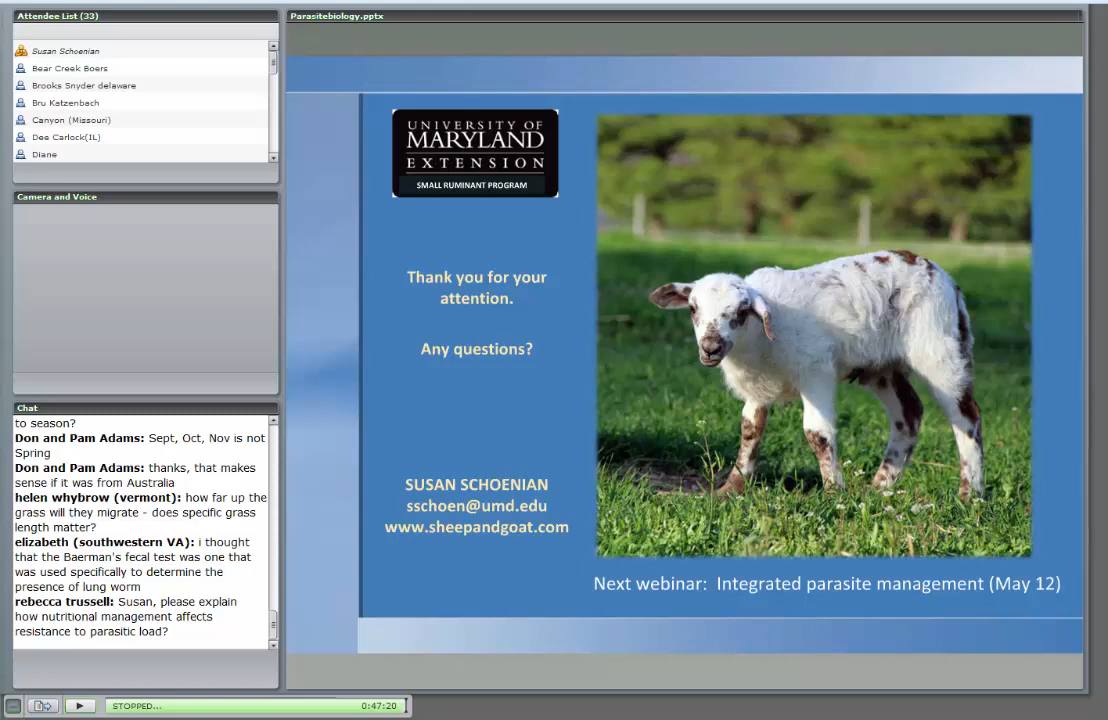 Attendee List (33)
Susan Schoenian
Bear Creek Boers
Brooks Snyder delaware
Bru Katzenbach
Canyon (Missouri)
Dee Carlock(IL)
Diane
Camera and Voice
Chat
to season?
Don and Pam Adams: Sept, Oct, Nov is not
Spring
Don and Pam Adams: thanks, that makes
sense if it was from Australia
helen whybrow (vermont): how far up the
grass will they migrate - does specific grass
length matter?
elizabeth (southwestern VA): i thought
that the Baerman's fecal test was one that
was used specifically to determine the
presence of lung worm
rebecca trussell: Susan, please explain
how nutritional management affects
resistance to parasitic load?
STOPPED...
0:47:20
Parasitebiology.pptx
UNIVERSITY OF
MARYLAND
EXTENSION
SMALL RUMINANT PROGRAM
Thank you for your
attention.
Any questions?
SUSAN SCHOENIAN
sschoen@umd.edu
www.sheepandgoat.com
Next webinar: Integrated parasite management (May 12)